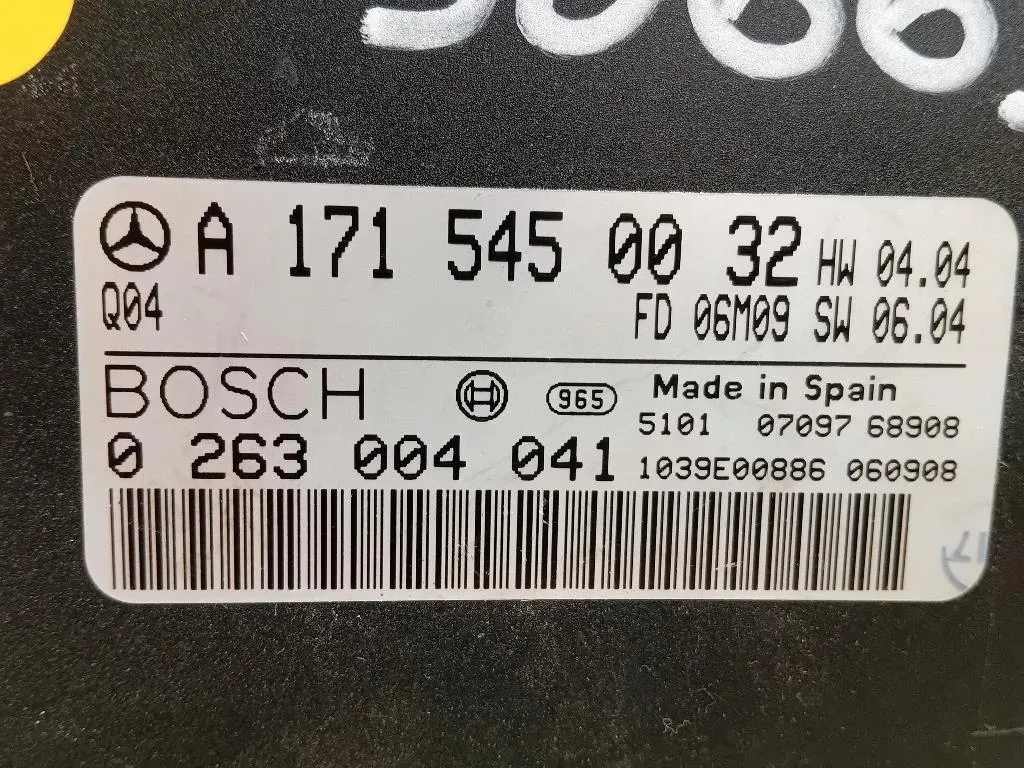 A 171 545 00 32 HW 04.04
Q04 FD 06M09 SW 06.04
BOSCH 965 Made in Spain
5101 07097 68908
0 263 004 041 1039E00886 060908